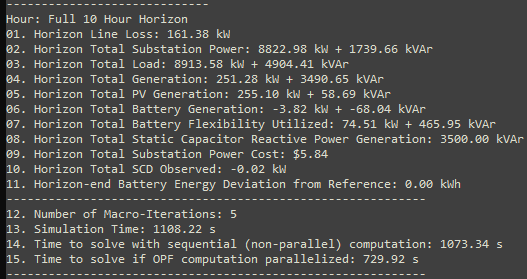 -----------------------------
Hour: Full 10 Hour Horizon
01. Horizon Line Loss: 161.38 kW
02. Horizon Total Substation Power: 8822.98 kW + 1739.66 kVAr
03. Horizon Total Load: 8913.58 kW + 4904.41 kVAr
04. Horizon Total Generation: 251.28 kW + 3490.65 kVAr
05. Horizon Total PV Generation: 255.10 kW + 58.69 kVAr
06. Horizon Total Battery Generation: -3.82 kW + -68.04 kVAr
07. Horizon Total Battery Flexibility Utilized: 74.51 kW + 465.95 kVAr
08. Horizon Total Static Capacitor Reactive Power Generation: 3500.00 kVAr
09. Horizon Total Substation Power Cost: $5.84
10. Horizon Total SCD Observed: -0.02 kW
11. Horizon-end Battery Energy Deviation from Reference: 0.00 kWh
------------------------------------------------------------
12. Number of Macro-Iterations: 5
13. Simulation Time: 1108.22 s
14. Time to solve with sequential (non-parallel) computation: 1073.34 s
15. Time to solve if OPF computation parallelized: 729.92 s
------------------------------------------------------------